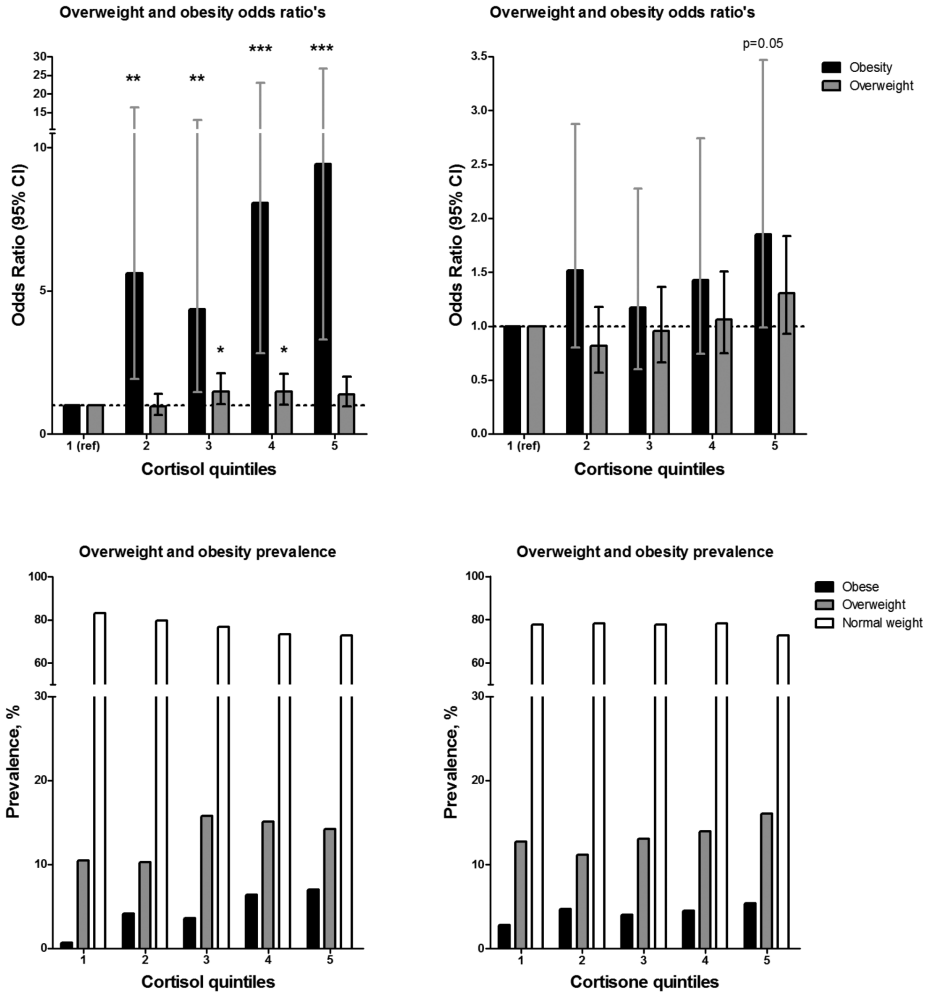 Overweight and obesity odds ratio's
Odds Ratio (95% CI)
30
25
20
15
10
5
0
** ** *** ***
* *
1 (ref) 2 3 4 5
Cortisol quintiles
Overweight and obesity odds ratio's
Odds Ratio (95% CI)
3.5
3.0
2.5
2.0
1.5
1.0
0.5
0.0
p=0.05
1 (ref) 2 3 4 5
Cortisone quintiles
Obesity
Overweight
Overweight and obesity prevalence
Prevalence, %
100
80
60
30
20
10
0
1 2 3 4 5
Cortisol quintiles
Overweight and obesity prevalence
Prevalence, %
100
80
60
30
20
10
0
1 2 3 4 5
Cortisone quintiles
Obese
Overweight
Normal weight